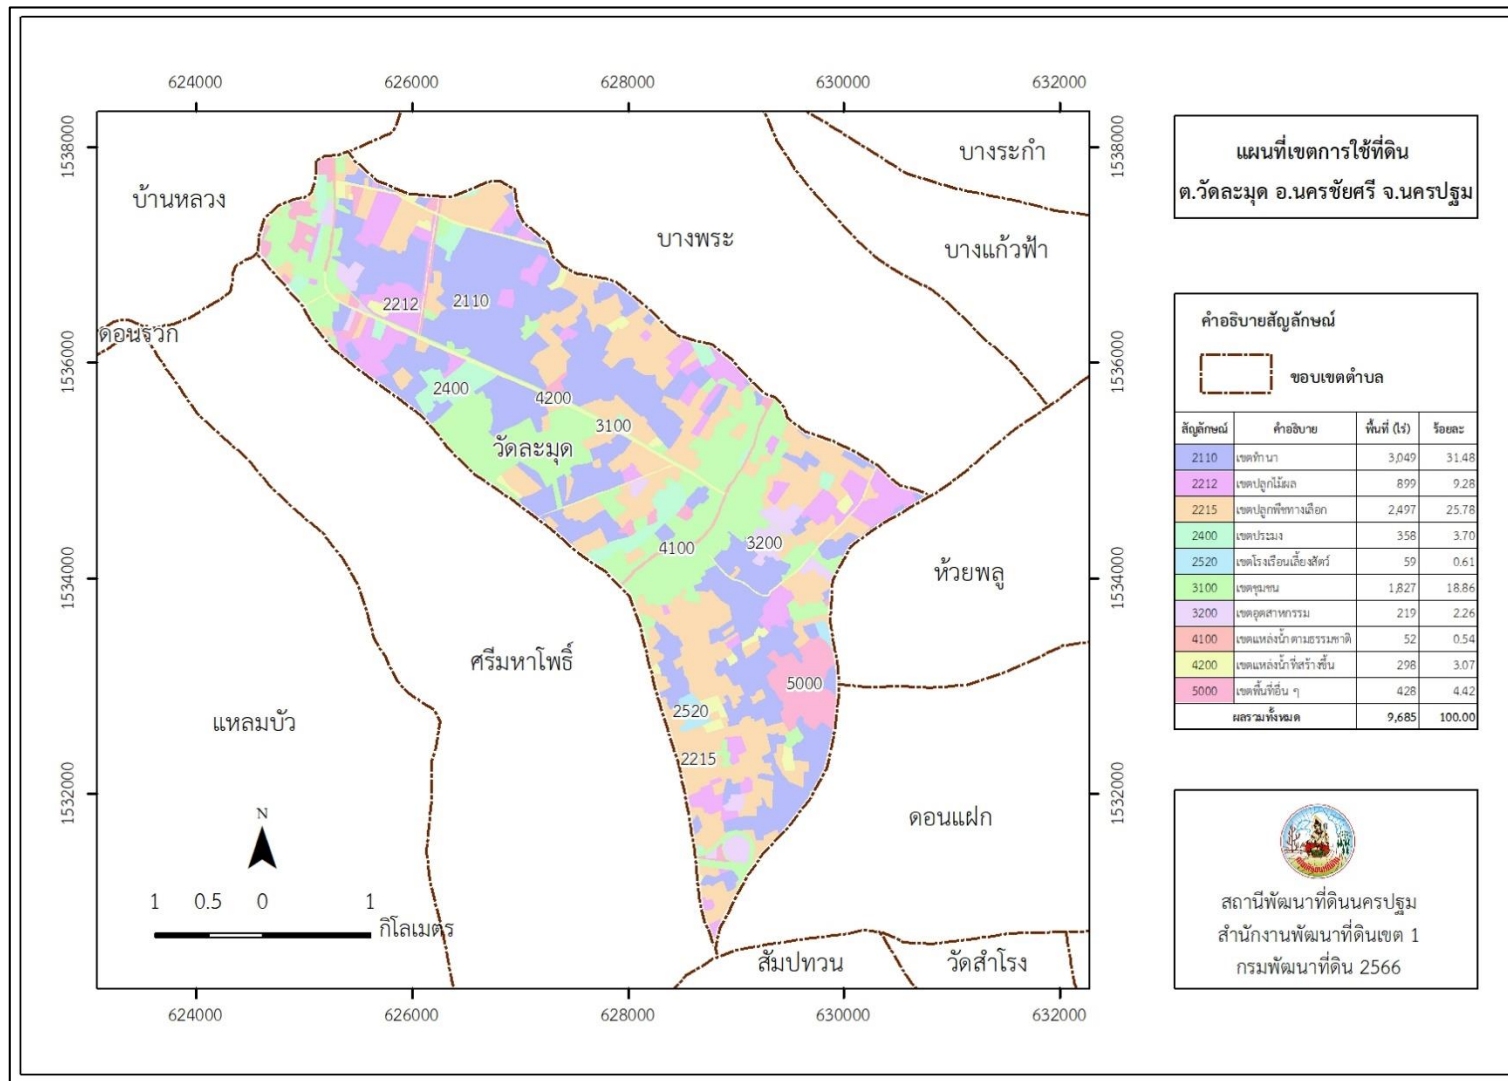 624000 626000 628000 630000 632000
1538000 1538000
บางระกำ
บ้านหลวง
บางพระ
บางแก้วฟ้า
2212 2110
ดอนรวก
1536000 1536000
2400 4200
3100
วัดละมุด
4100 3200
1534000 1534000
ห้วยพลู
ศรีมหาโพธิ์
5000
2520
แหลมบัว
2215
1532000 1532000
ดอนแฝก
N
1 0.5 0 1
กิโลเมตร
สัมปทวน วัดสำโรง
624000 626000 628000 630000 632000
แผนที่เขตการใช้ที่ดิน
ต.วัดละมุด อ.นครชัยศรี จ.นครปฐม
คำอธิบายสัญลักษณ์
ขอบเขตตำบล
สัญลักษณ์ คำอธิบาย พื้นที่ (ไร่) ร้อยละ
2110 เขตทำนา 3,049 31.48
2212 เขตปลูกไม้ผล 899 9.28
2215 เขตปลูกพืชทางเลือก 2,497 25.78
2400 เขตประมง 358 3.70
2520 เขตโรงเรือนเลี้ยงสัตว์ 59 0.61
3100 เขตชุมชน 1,827 18.86
3200 เขตอุตสาหกรรม 219 2.26
4100 เขตแหล่งน้ำตามธรรมชาติ 52 0.54
4200 เขตแหล่งน้ำที่สร้างขึ้น 298 3.07
5000 เขตพื้นที่อื่น ๆ 428 4.42
ผลรวมทั้งหมด 9,685 100.00
สถานีพัฒนาที่ดินนครปฐม
สำนักงานพัฒนาที่ดินเขต 1
กรมพัฒนาที่ดิน 2566